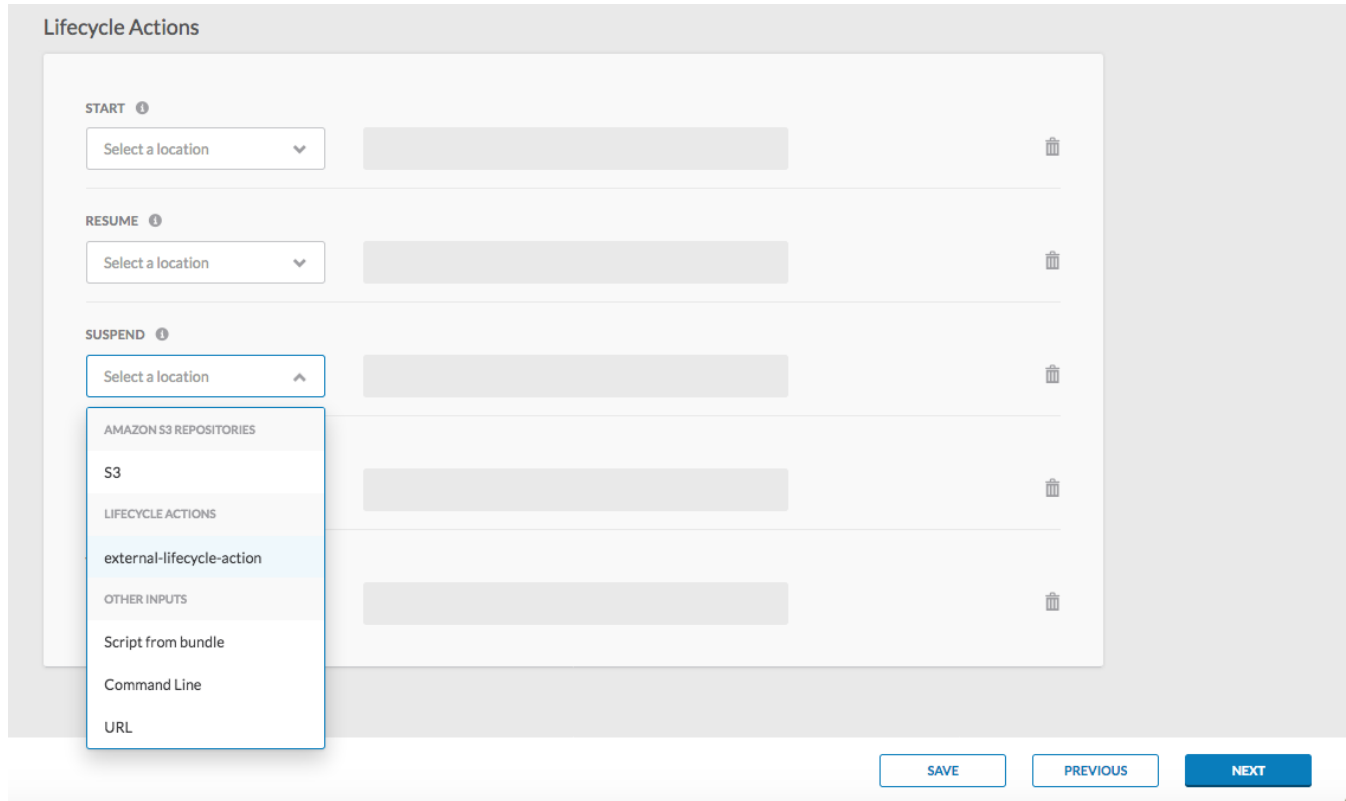 Lifecycle Actions
START
Select a location
RESUME
Select a location
SUSPEND
Select a location
AMAZON S3 REPOSITORIES
S3
LIFECYCLE ACTIONS
external-lifecycle-action
OTHER INPUTS
Script from bundle
Command Line
URL
SAVE PREVIOUS NEXT